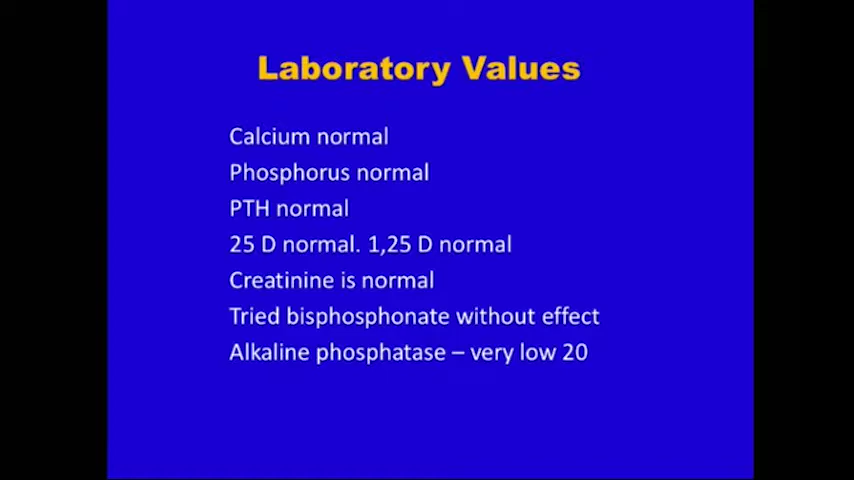 Laboratory Values
Calcium normal
Phosphorus normal
PTH normal
25 D normal. 1,25 D normal
Creatinine is normal
Tried bisphosphonate without effect
Alkaline phosphatase – very low 20